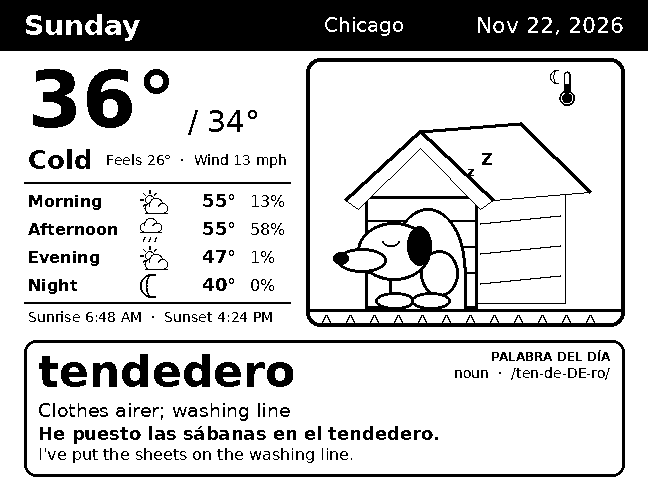 Sunday Chicago Nov 22, 2026
36° / 34°
Cold Feels 26° · Wind 13 mph
Morning 55° 13%
Afternoon 55° 58%
Evening 47° 1%
Night 40° 0%
Sunrise 6:48 AM · Sunset 4:24 PM
Z
z
tendedero
PALABRA DEL DÍA
noun · /ten-de-DE-ro/
Clothes airer; washing line
He puesto las sábanas en el tendedero.
I've put the sheets on the washing line.